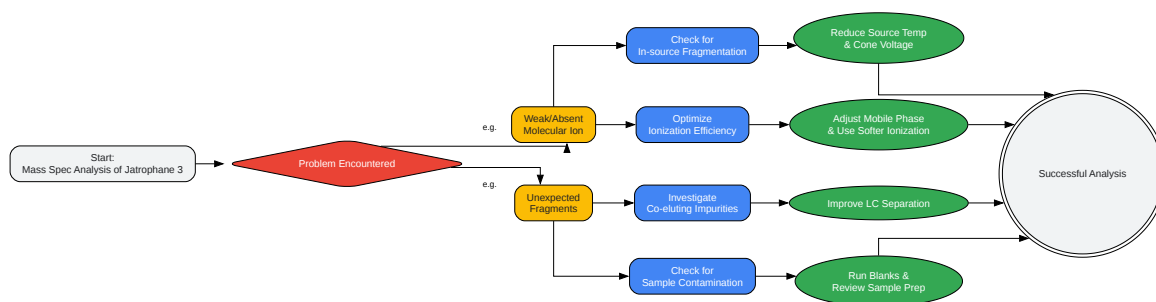 Start:
Mass Spec Analysis of Jatrophane 3
Problem Encountered
e.g.
e.g.
Weak/Absent
Molecular Ion
Unexpected
Fragments
Check for
In-source Fragmentation
Optimize
Ionization Efficiency
Investigate
Co-eluting Impurities
Check for
Sample Contamination
Reduce Source Temp
& Cone Voltage
Adjust Mobile Phase
& Use Softer Ionization
Improve LC Separation
Run Blanks &
Review Sample Prep
Successful Analysis